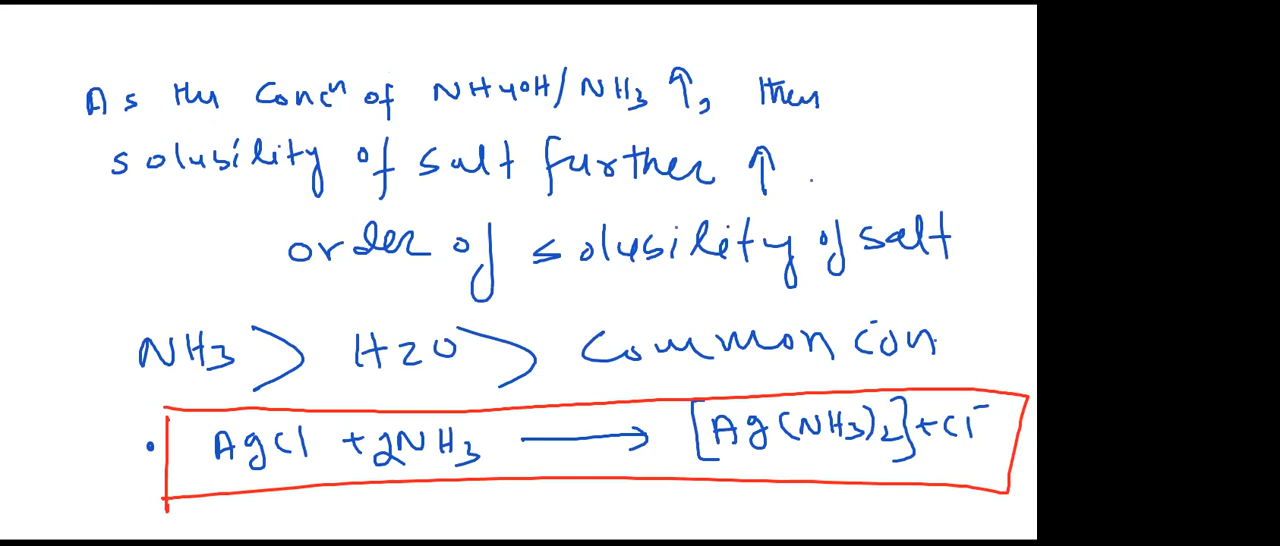 As the Concn of NH4OH/NH3 ↑, then
solubility of salt further ↑.
order of solubility of salt
NH3 > H2O > Common ion.
• AgCl + 2NH3 ⟶ [Ag(NH3)2]+Cl⁻